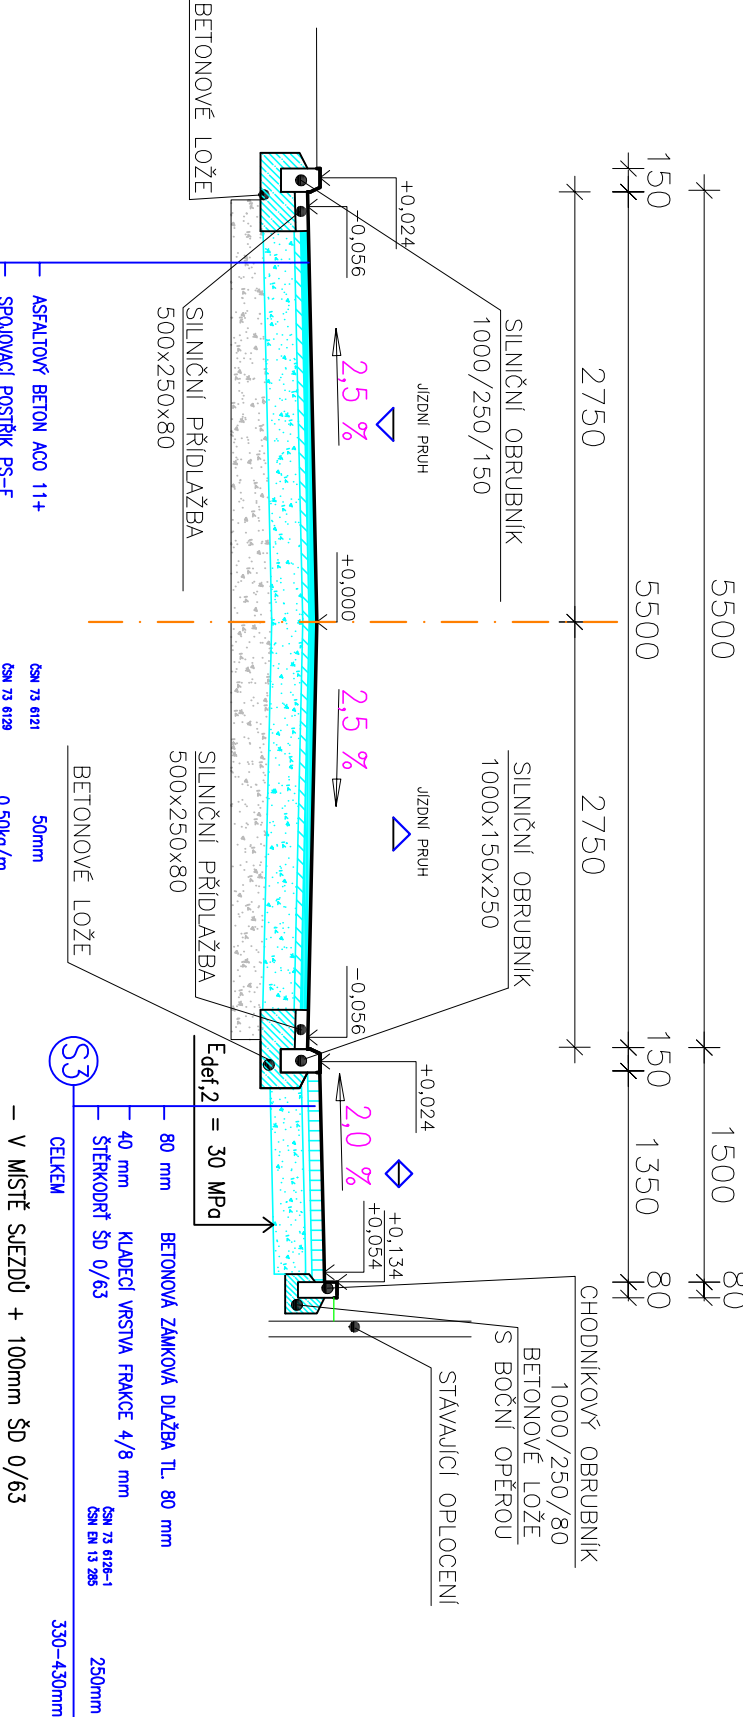 5500
1500
80
150
5500
150
1350
80
2750
2750
SILNIČNÍ OBRUBNÍK
1000/250/150
SILNIČNÍ OBRUBNÍK
1000x150x250
CHODNÍKOVÝ OBRUBNÍK
1000/250/80
BETONOVÉ LOŽE
S BOČNÍ OPĚROU
STÁVAJÍCÍ OPLOCENÍ
JÍZDNÍ PRUH
JÍZDNÍ PRUH
+0,024
-0,056
2,5 %
+0,000
2,5 %
-0,056
+0,024
2,0 %
+0,134
+0,054
BETONOVÉ LOŽE
SILNIČNÍ PŘÍDLAŽBA
500x250x80
SILNIČNÍ PŘÍDLAŽBA
500x250x80
BETONOVÉ LOŽE
Edef,2 = 30 MPa
ASFALTOVÝ BETON ACO 11+ ČSN 73 6121 50mm
SPOJOVACÍ POSTŘIK PS-E ČSN 73 6129 0,50kg/m
S3
80 mm BETONOVÁ ZÁMKOVÁ DLAŽBA TL. 80 mm
40 mm KLADECÍ VRSTVA FRAKCE 4/8 mm
ŠTĚRKODRŤ ŠD 0/63 ČSN 73 6126-1 250mm
ČSN EN 13 285
CELKEM 330-430mm
- V MÍSTĚ SJEZDŮ + 100mm ŠD 0/63